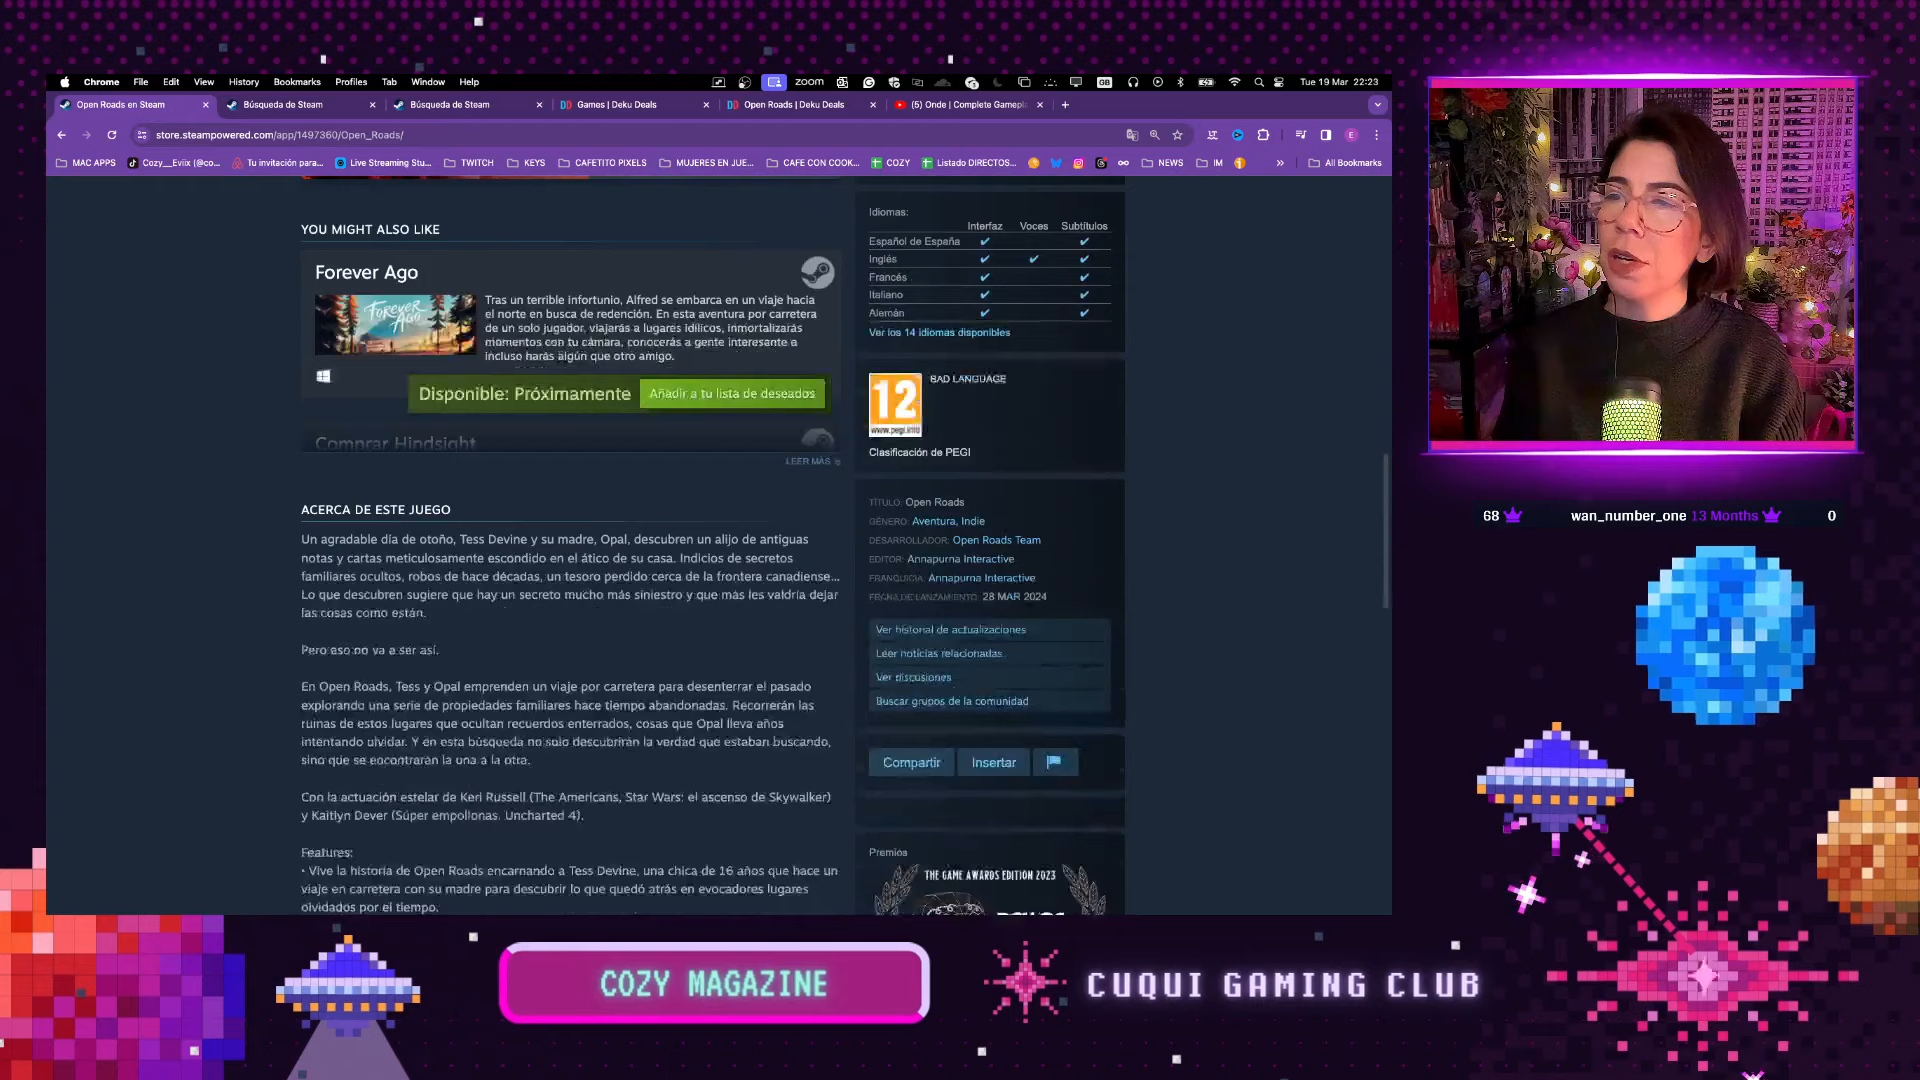 Chrome File Edit View History Bookmarks Profiles Tab Window Help
zoom
GB
Tue 19 Mar 22:23
Open Roads en Steam
Búsqueda de Steam
Búsqueda de Steam
Games | Deku Deals
Open Roads | Deku Deals
(5) Onde | Complete Gamepla
store.steampowered.com/app/1497360/Open_Roads/
E
MAC APPS
Cozy__Eviix (@co...
Tu invitación para...
Live Streaming Stu...
TWITCH
KEYS
CAFETITO PIXELS
MUJERES EN JUE...
CAFE CON COOK...
COZY
Listado DIRECTOS...
NEWS
IM
All Bookmarks
YOU MIGHT ALSO LIKE
Forever Ago
FOREVER
AGO
Tras un terrible infortunio, Alfred se embarca en un viaje hacia
el norte en busca de redención. En esta aventura por carretera
de un solo jugador, viajarás a lugares idílicos, inmortalizarás
momentos con tu cámara, conocerás a gente interesante a
incluso harás algún que otro amigo.
Disponible: Próximamente
Añadir a tu lista de deseados
Comprar Hindsight
LEER MÁS
ACERCA DE ESTE JUEGO
Un agradable día de otoño, Tess Devine y su madre, Opal, descubren un alijo de antiguas
notas y cartas meticulosamente escondido en el ático de su casa. Indicios de secretos
familiares ocultos, robos de hace décadas, un tesoro perdido cerca de la frontera canadiense...
Lo que descubren sugiere que hay un secreto mucho más siniestro y que más les valdría dejar
las cosas como están.
Pero eso no va a ser así.
En Open Roads, Tess y Opal emprenden un viaje por carretera para desenterrar el pasado
explorando una serie de propiedades familiares hace tiempo abandonadas. Recorrerán las
ruinas de estos lugares que ocultan recuerdos enterrados, cosas que Opal lleva años
intentando olvidar. Y en esta búsqueda no solo descubrirán la verdad que estaban buscando,
sino que se encontrarán la una a la otra.
Con la actuación estelar de Keri Russell (The Americans, Star Wars: el ascenso de Skywalker)
y Kaitlyn Dever (Súper empollonas, Uncharted 4).
Features:
• Vive la historia de Open Roads encarnando a Tess Devine, una chica de 16 años que hace un
viaje en carretera con su madre para descubrir lo que quedó atrás en evocadores lugares
olvidados por el tiempo.
Idiomas:
Interfaz Voces Subtítulos
Español de España ✔ ✔
Inglés ✔ ✔ ✔
Francés ✔ ✔
Italiano ✔ ✔
Alemán ✔ ✔
Ver los 14 idiomas disponibles
12
www.pegi.info
BAD LANGUAGE
Clasificación de PEGI
TÍTULO: Open Roads
GÉNERO: Aventura, Indie
DESARROLLADOR: Open Roads Team
EDITOR: Annapurna Interactive
FRANQUICIA: Annapurna Interactive
FECHA DE LANZAMIENTO: 28 MAR 2024
Ver historial de actualizaciones
Leer noticias relacionadas
Ver discusiones
Buscar grupos de la comunidad
Compartir
Insertar
Premios
THE GAME AWARDS EDITION 2023
68
wan_number_one 13 Months
0
COZY MAGAZINE
CUQUI GAMING CLUB